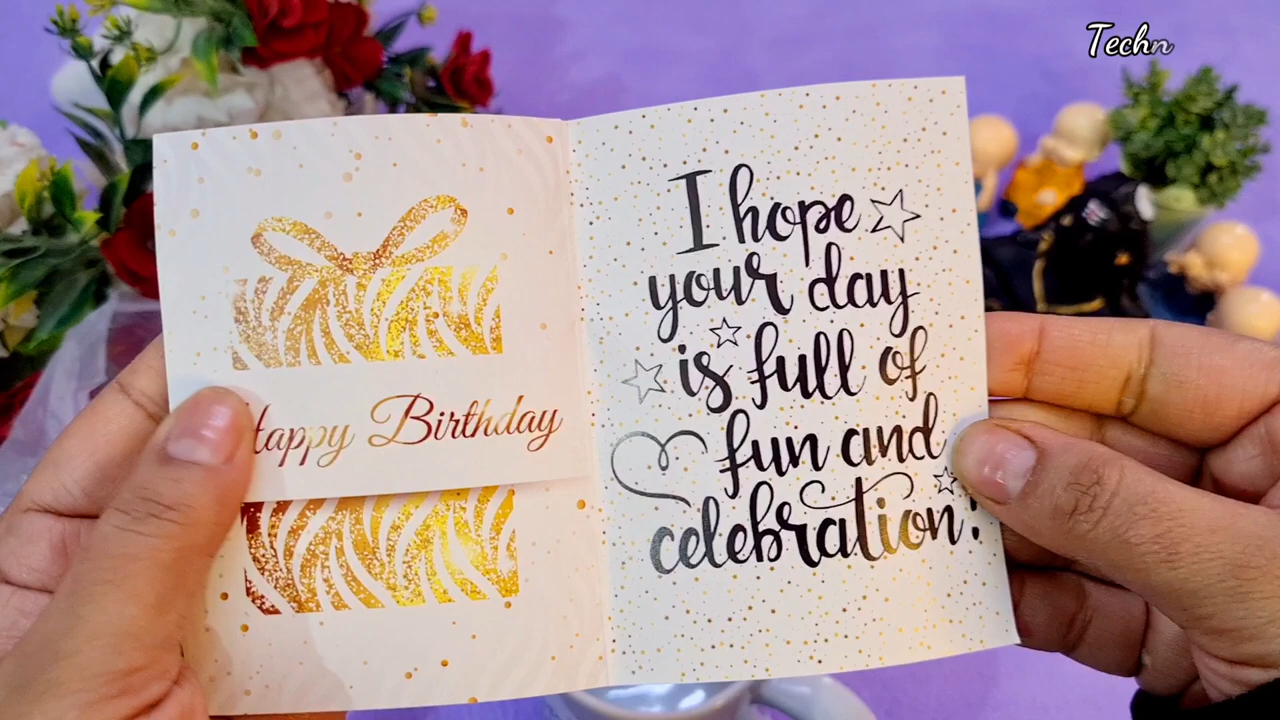 Techn
Happy Birthday
I hope
your day
is full of
fun and
celebration!